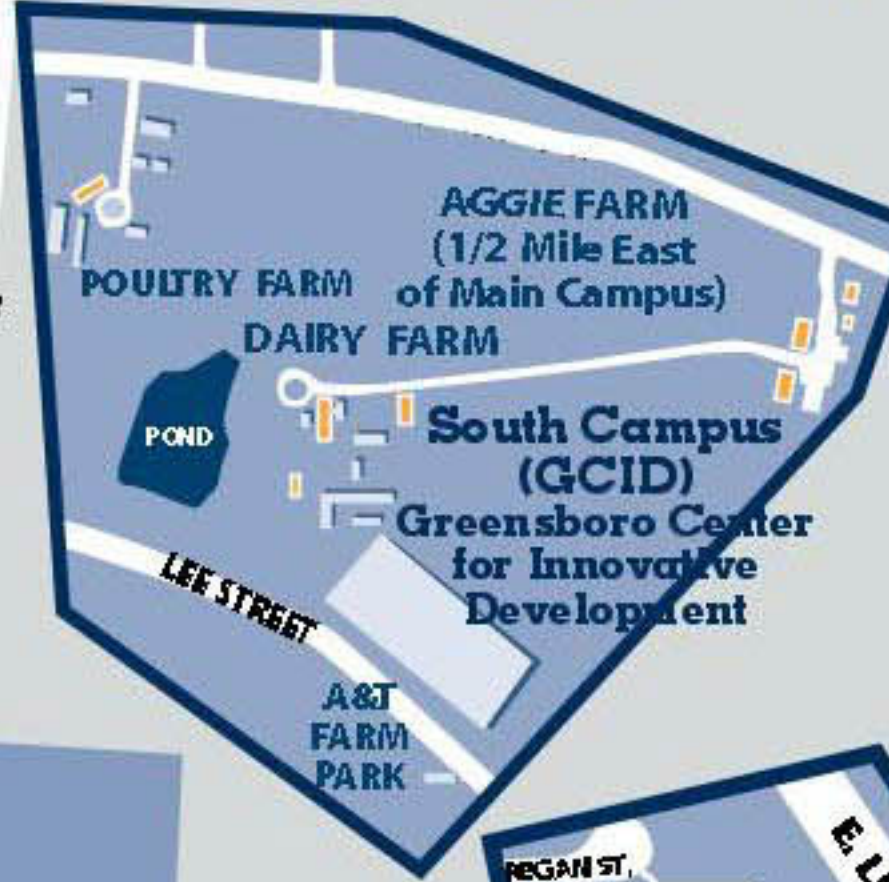 AGGIE FARM
(1/2 Mile East
of Main Campus)
POULTRY FARM
DAIRY FARM
POND
South Campus
(GCID)
Greensboro Center
for Innovative
Development
LEE STREET
A&T
FARM
PARK
REGAN ST.